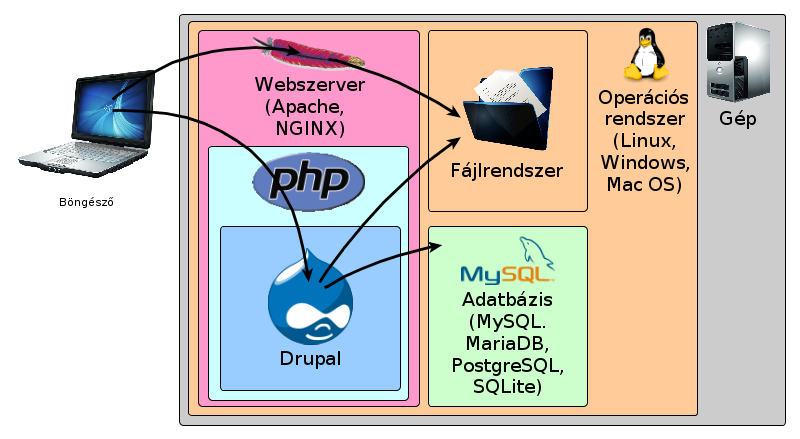 Böngésző
Webszerver
(Apache,
NGINX)
php
Drupal
Fájlrendszer
MySQL
Adatbázis
(MySQL.
MariaDB,
PostgreSQL,
SQLite)
Operációs
rendszer
(Linux,
Windows,
Mac OS)
Gép